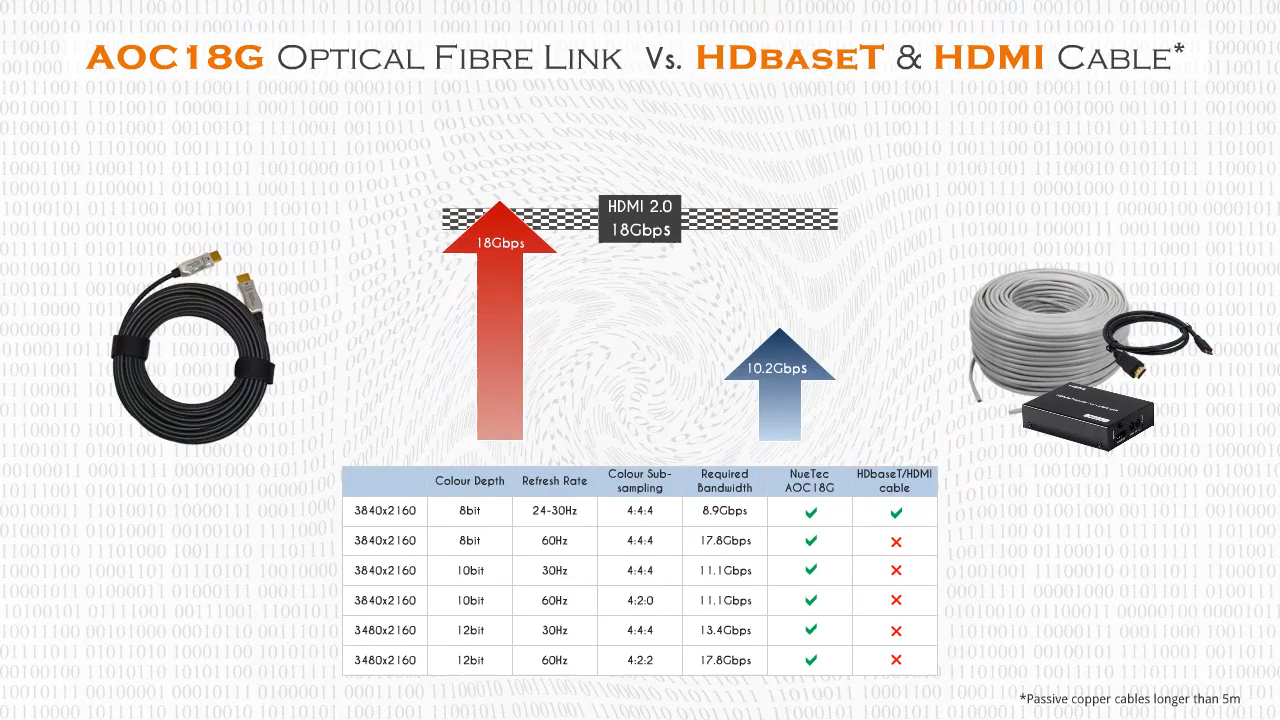 AOC18G OPTICAL FIBRE LINK Vs. HDBASET & HDMI CABLE*
HDMI 2.0
18Gbps
18Gbps
10.2Gbps
Colour Depth Refresh Rate Colour Sub-sampling Required Bandwidth NueTec AOC18G HDbaseT/HDMI cable
3840x2160 8bit 24-30Hz 4:4:4 8.9Gbps ✓ ✓
3840x2160 8bit 60Hz 4:4:4 17.8Gbps ✓ ×
3840x2160 10bit 30Hz 4:4:4 11.1Gbps ✓ ×
3840x2160 10bit 60Hz 4:2:0 11.1Gbps ✓ ×
3480x2160 12bit 30Hz 4:4:4 13.4Gbps ✓ ×
3480x2160 12bit 60Hz 4:2:2 17.8Gbps ✓ ×
*Passive copper cables longer than 5m